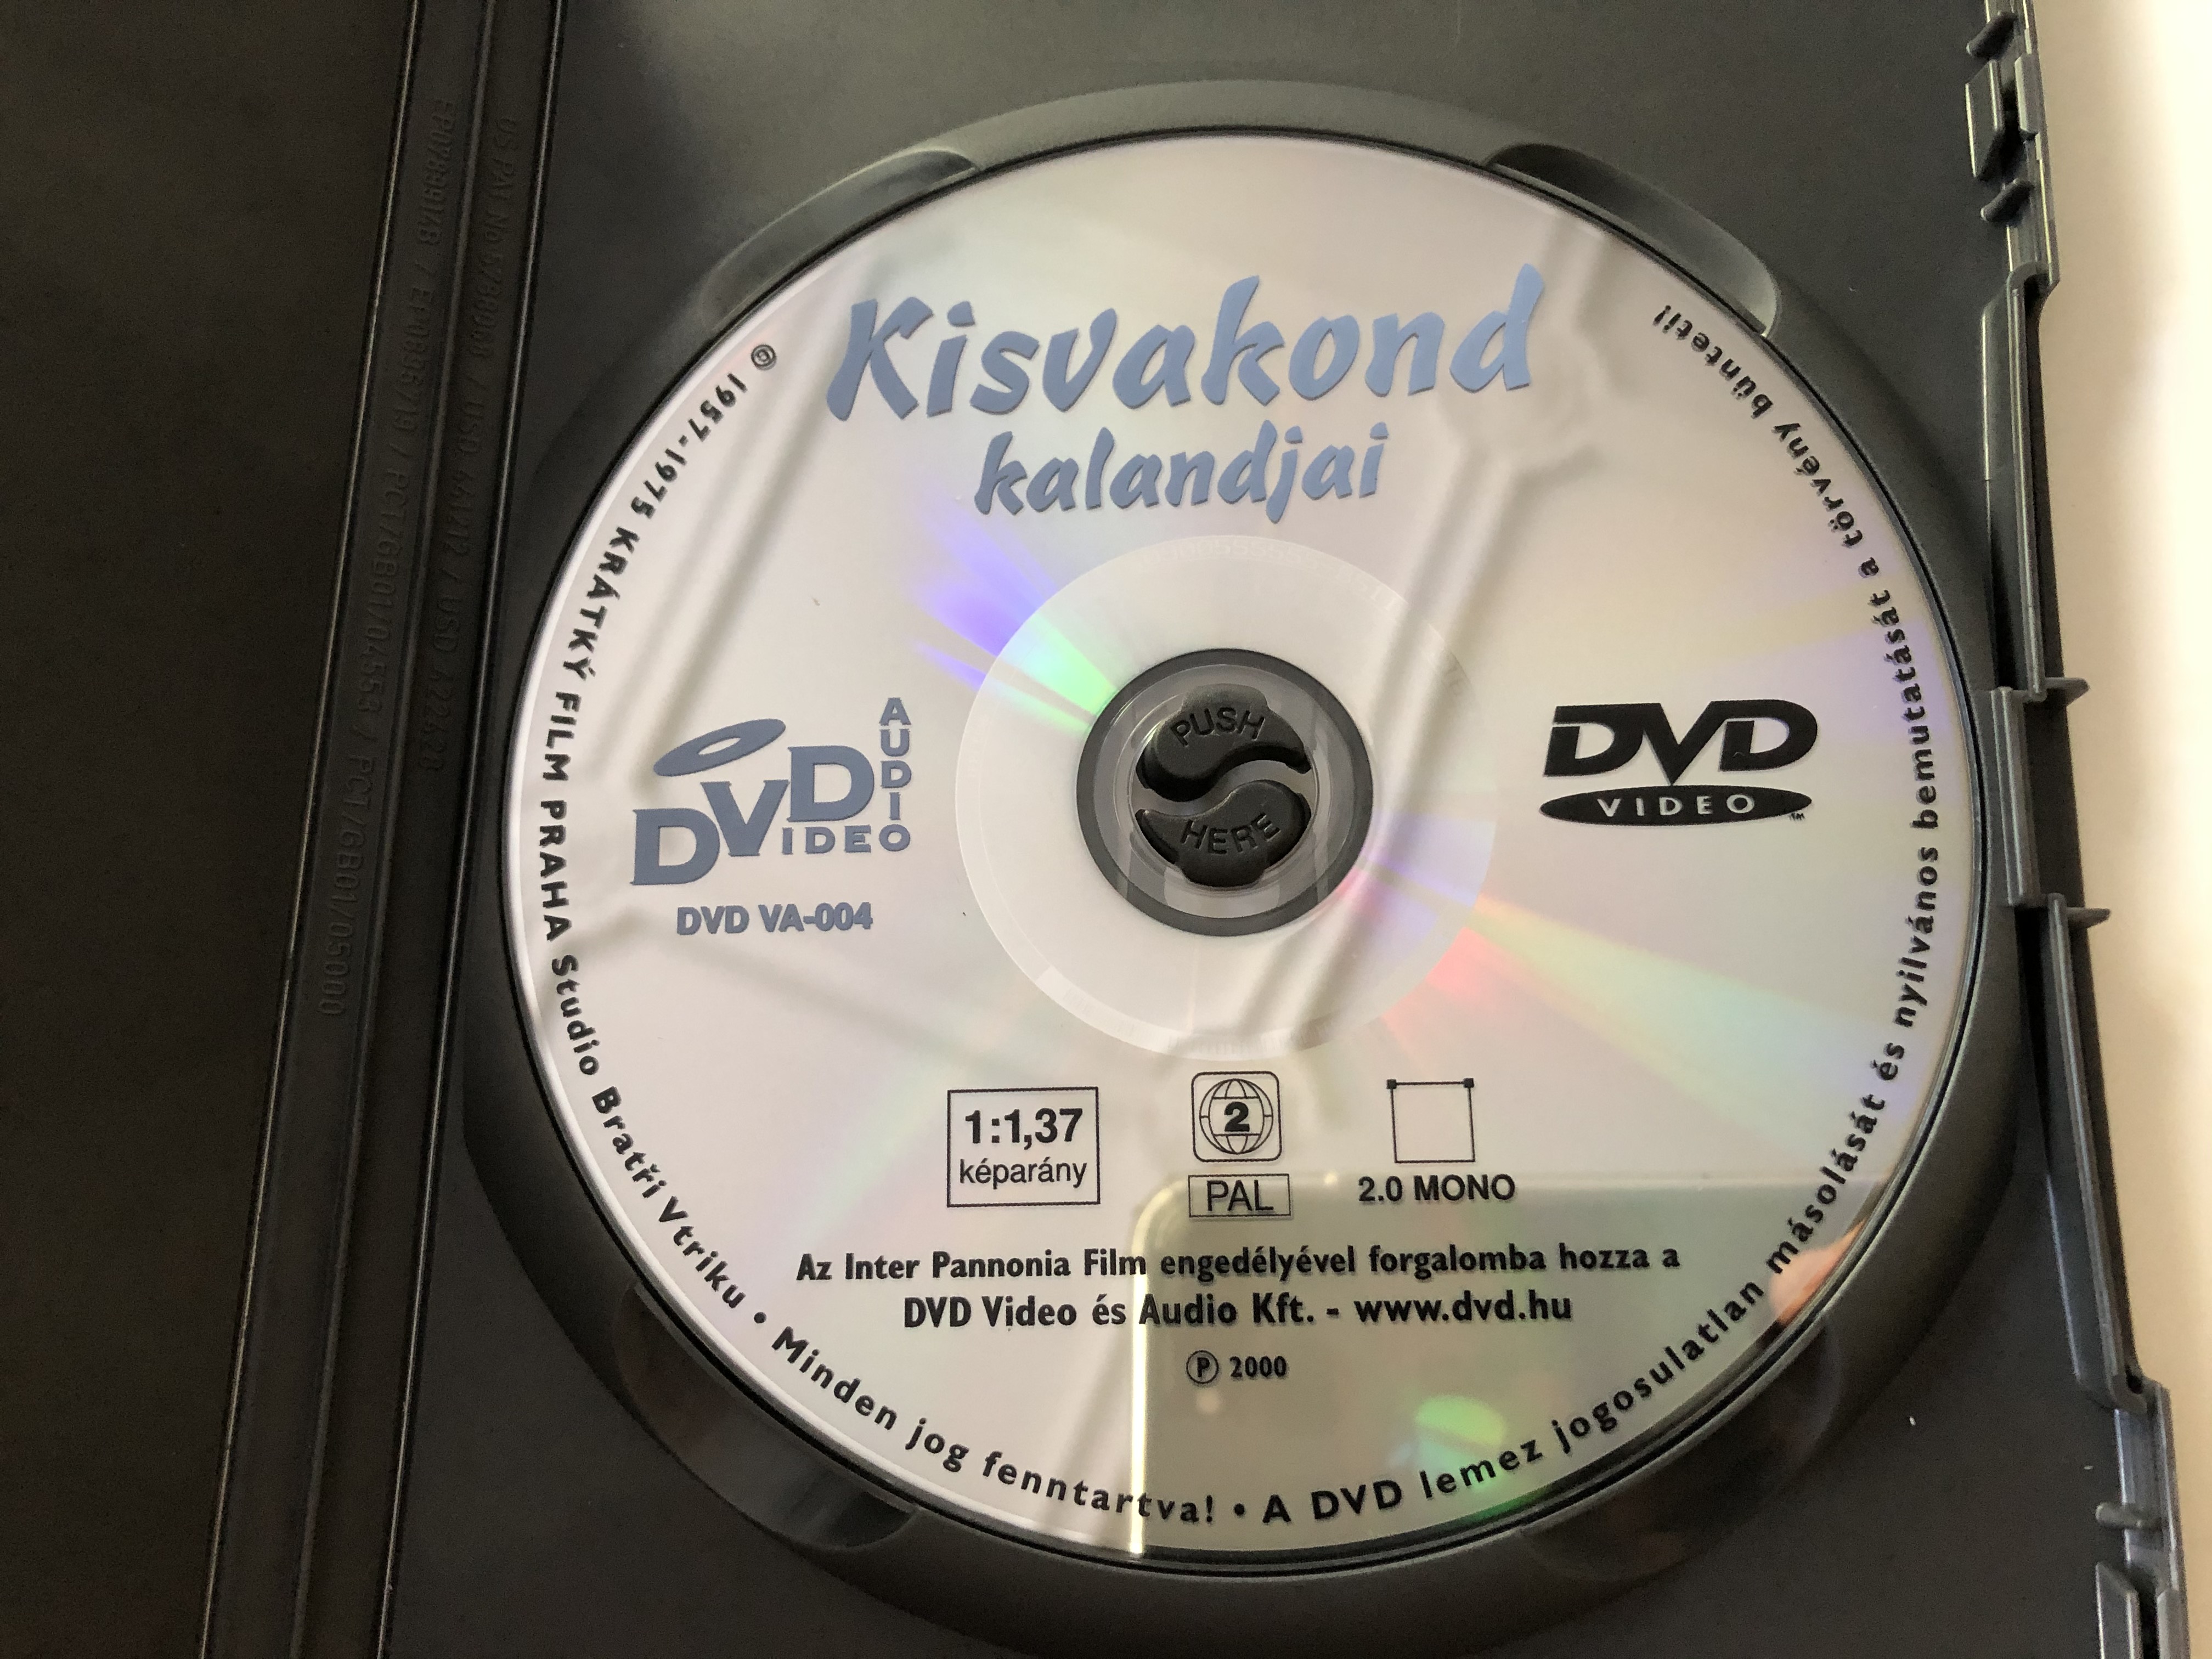 Kisvakond
kalandjai
© 1957-1975 KRÁTKÝ FILM PRAHA Studio Bratří Vtriku • Minden jog fenntartva! • A DVD lemez jogosulatlan másolását és nyilvános bemutatását a törvény bünteti!
DVD VIDEO AUDIO
DVD VA-004
PUSH
HERE
DVD
VIDEO
TM
1:1,37
képarány
2
PAL
2.0 MONO
Az Inter Pannonia Film engedélyével forgalomba hozza a
DVD Video és Audio Kft. - www.dvd.hu
℗ 2000